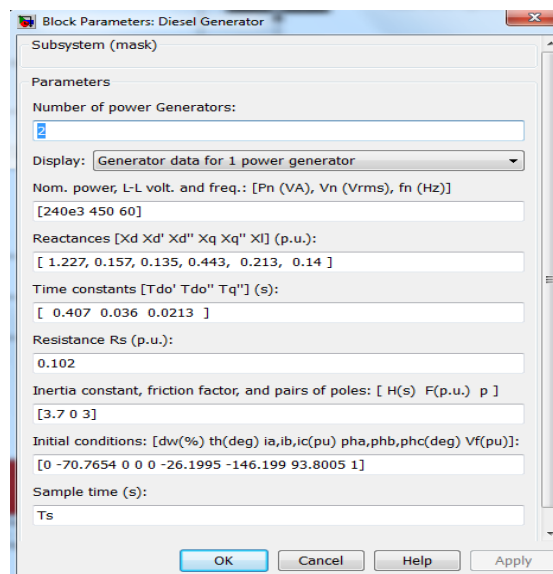 Block Parameters: Diesel Generator
Subsystem (mask)
Parameters
Number of power Generators:
2
Display: Generator data for 1 power generator
Nom. power, L-L volt. and freq.: [Pn (VA), Vn (Vrms), fn (Hz)]
[240e3 450 60]
Reactances [Xd Xd' Xd'' Xq Xq'' Xl] (p.u.):
[ 1.227, 0.157, 0.135, 0.443,  0.213,  0.14 ]
Time constants [Tdo' Tdo'' Tq''] (s):
[  0.407 0.036 0.0213  ]
Resistance Rs (p.u.):
0.102
Inertia constant, friction factor, and pairs of poles: [ H(s)  F(p.u.)  p ]
[3.7 0 3]
Initial conditions: [dw(%) th(deg) ia,ib,ic(pu) pha,phb,phc(deg) Vf(pu)]:
[0 -70.7654 0 0 0 -26.1995 -146.199 93.8005 1]
Sample time (s):
Ts
OK Cancel Help Apply